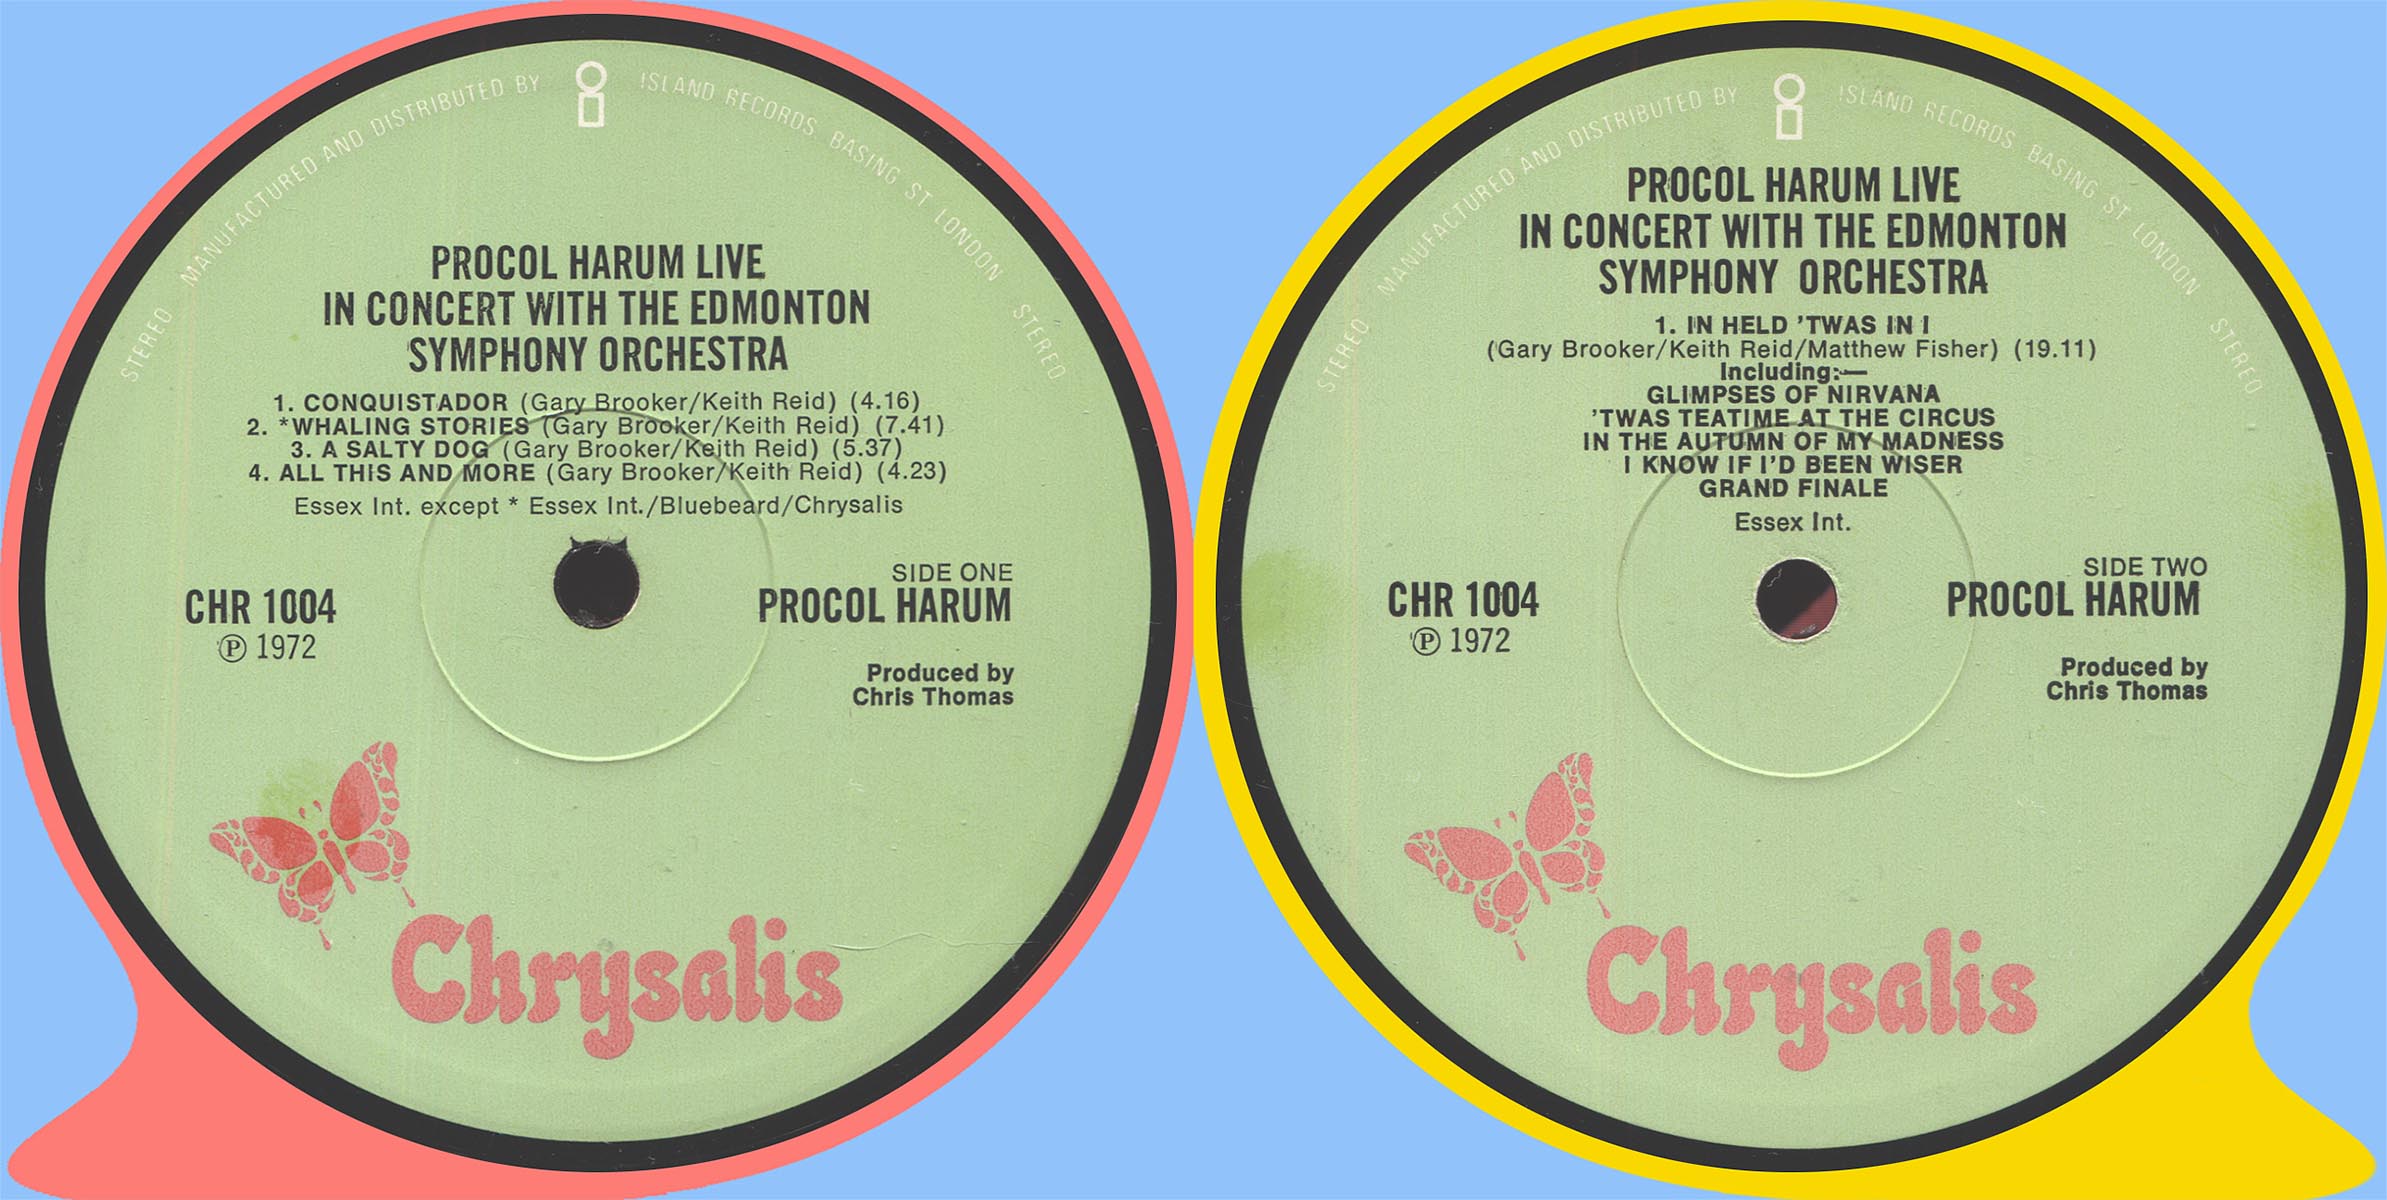 STEREO MANUFACTURED AND DISTRIBUTED BY ISLAND RECORDS BASING ST LONDON STEREO
PROCOL HARUM LIVE
IN CONCERT WITH THE EDMONTON
SYMPHONY ORCHESTRA
1. CONQUISTADOR (Gary Brooker/Keith Reid) (4.16)
2. *WHALING STORIES (Gary Brooker/Keith Reid) (7.41)
3. A SALTY DOG (Gary Brooker/Keith Reid) (5.37)
4. ALL THIS AND MORE (Gary Brooker/Keith Reid) (4.23)
Essex Int. except * Essex Int./Bluebeard/Chrysalis
CHR 1004
Ⓟ 1972
SIDE ONE
PROCOL HARUM
Produced by
Chris Thomas
Chrysalis
STEREO MANUFACTURED AND DISTRIBUTED BY ISLAND RECORDS BASING ST LONDON STEREO
PROCOL HARUM LIVE
IN CONCERT WITH THE EDMONTON
SYMPHONY ORCHESTRA
1. IN HELD 'TWAS IN I
(Gary Brooker/Keith Reid/Matthew Fisher) (19.11)
Including:—
GLIMPSES OF NIRVANA
'TWAS TEATIME AT THE CIRCUS
IN THE AUTUMN OF MY MADNESS
I KNOW IF I'D BEEN WISER
GRAND FINALE
Essex Int.
CHR 1004
Ⓟ 1972
SIDE TWO
PROCOL HARUM
Produced by
Chris Thomas
Chrysalis